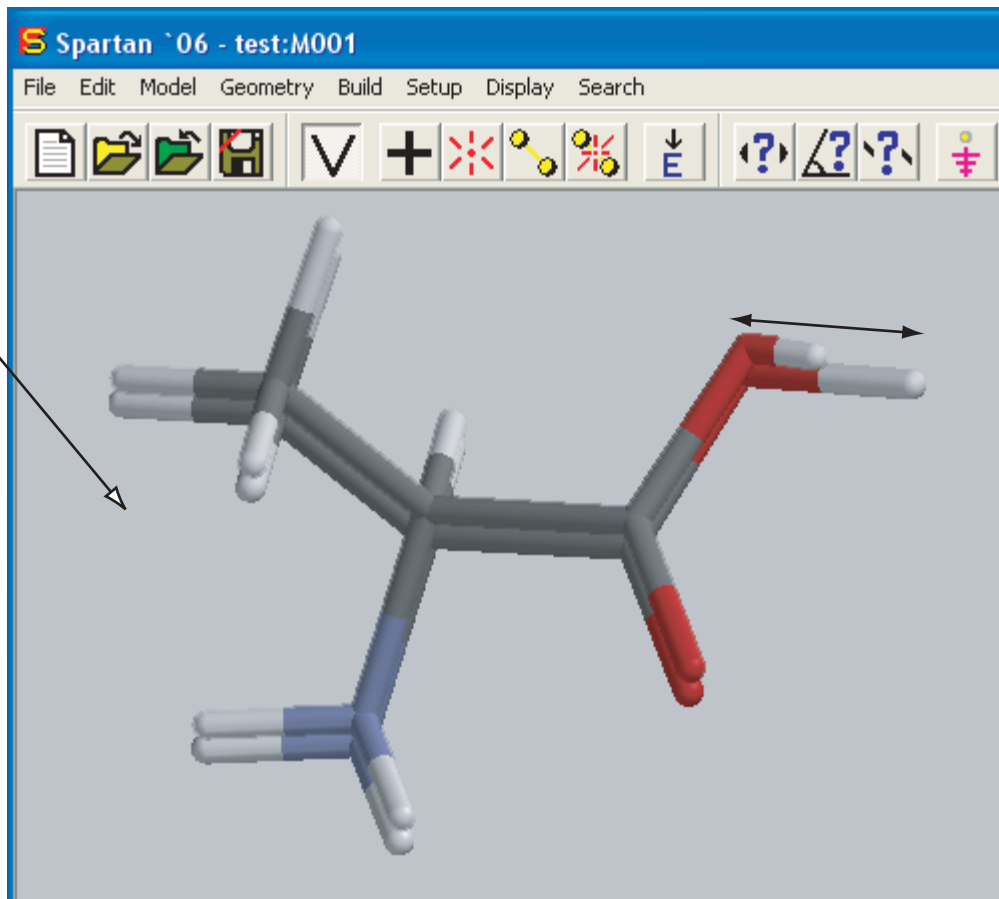 S Spartan `06 - test:M001
File Edit Model Geometry Build Setup Display Search
V E ? ? ?